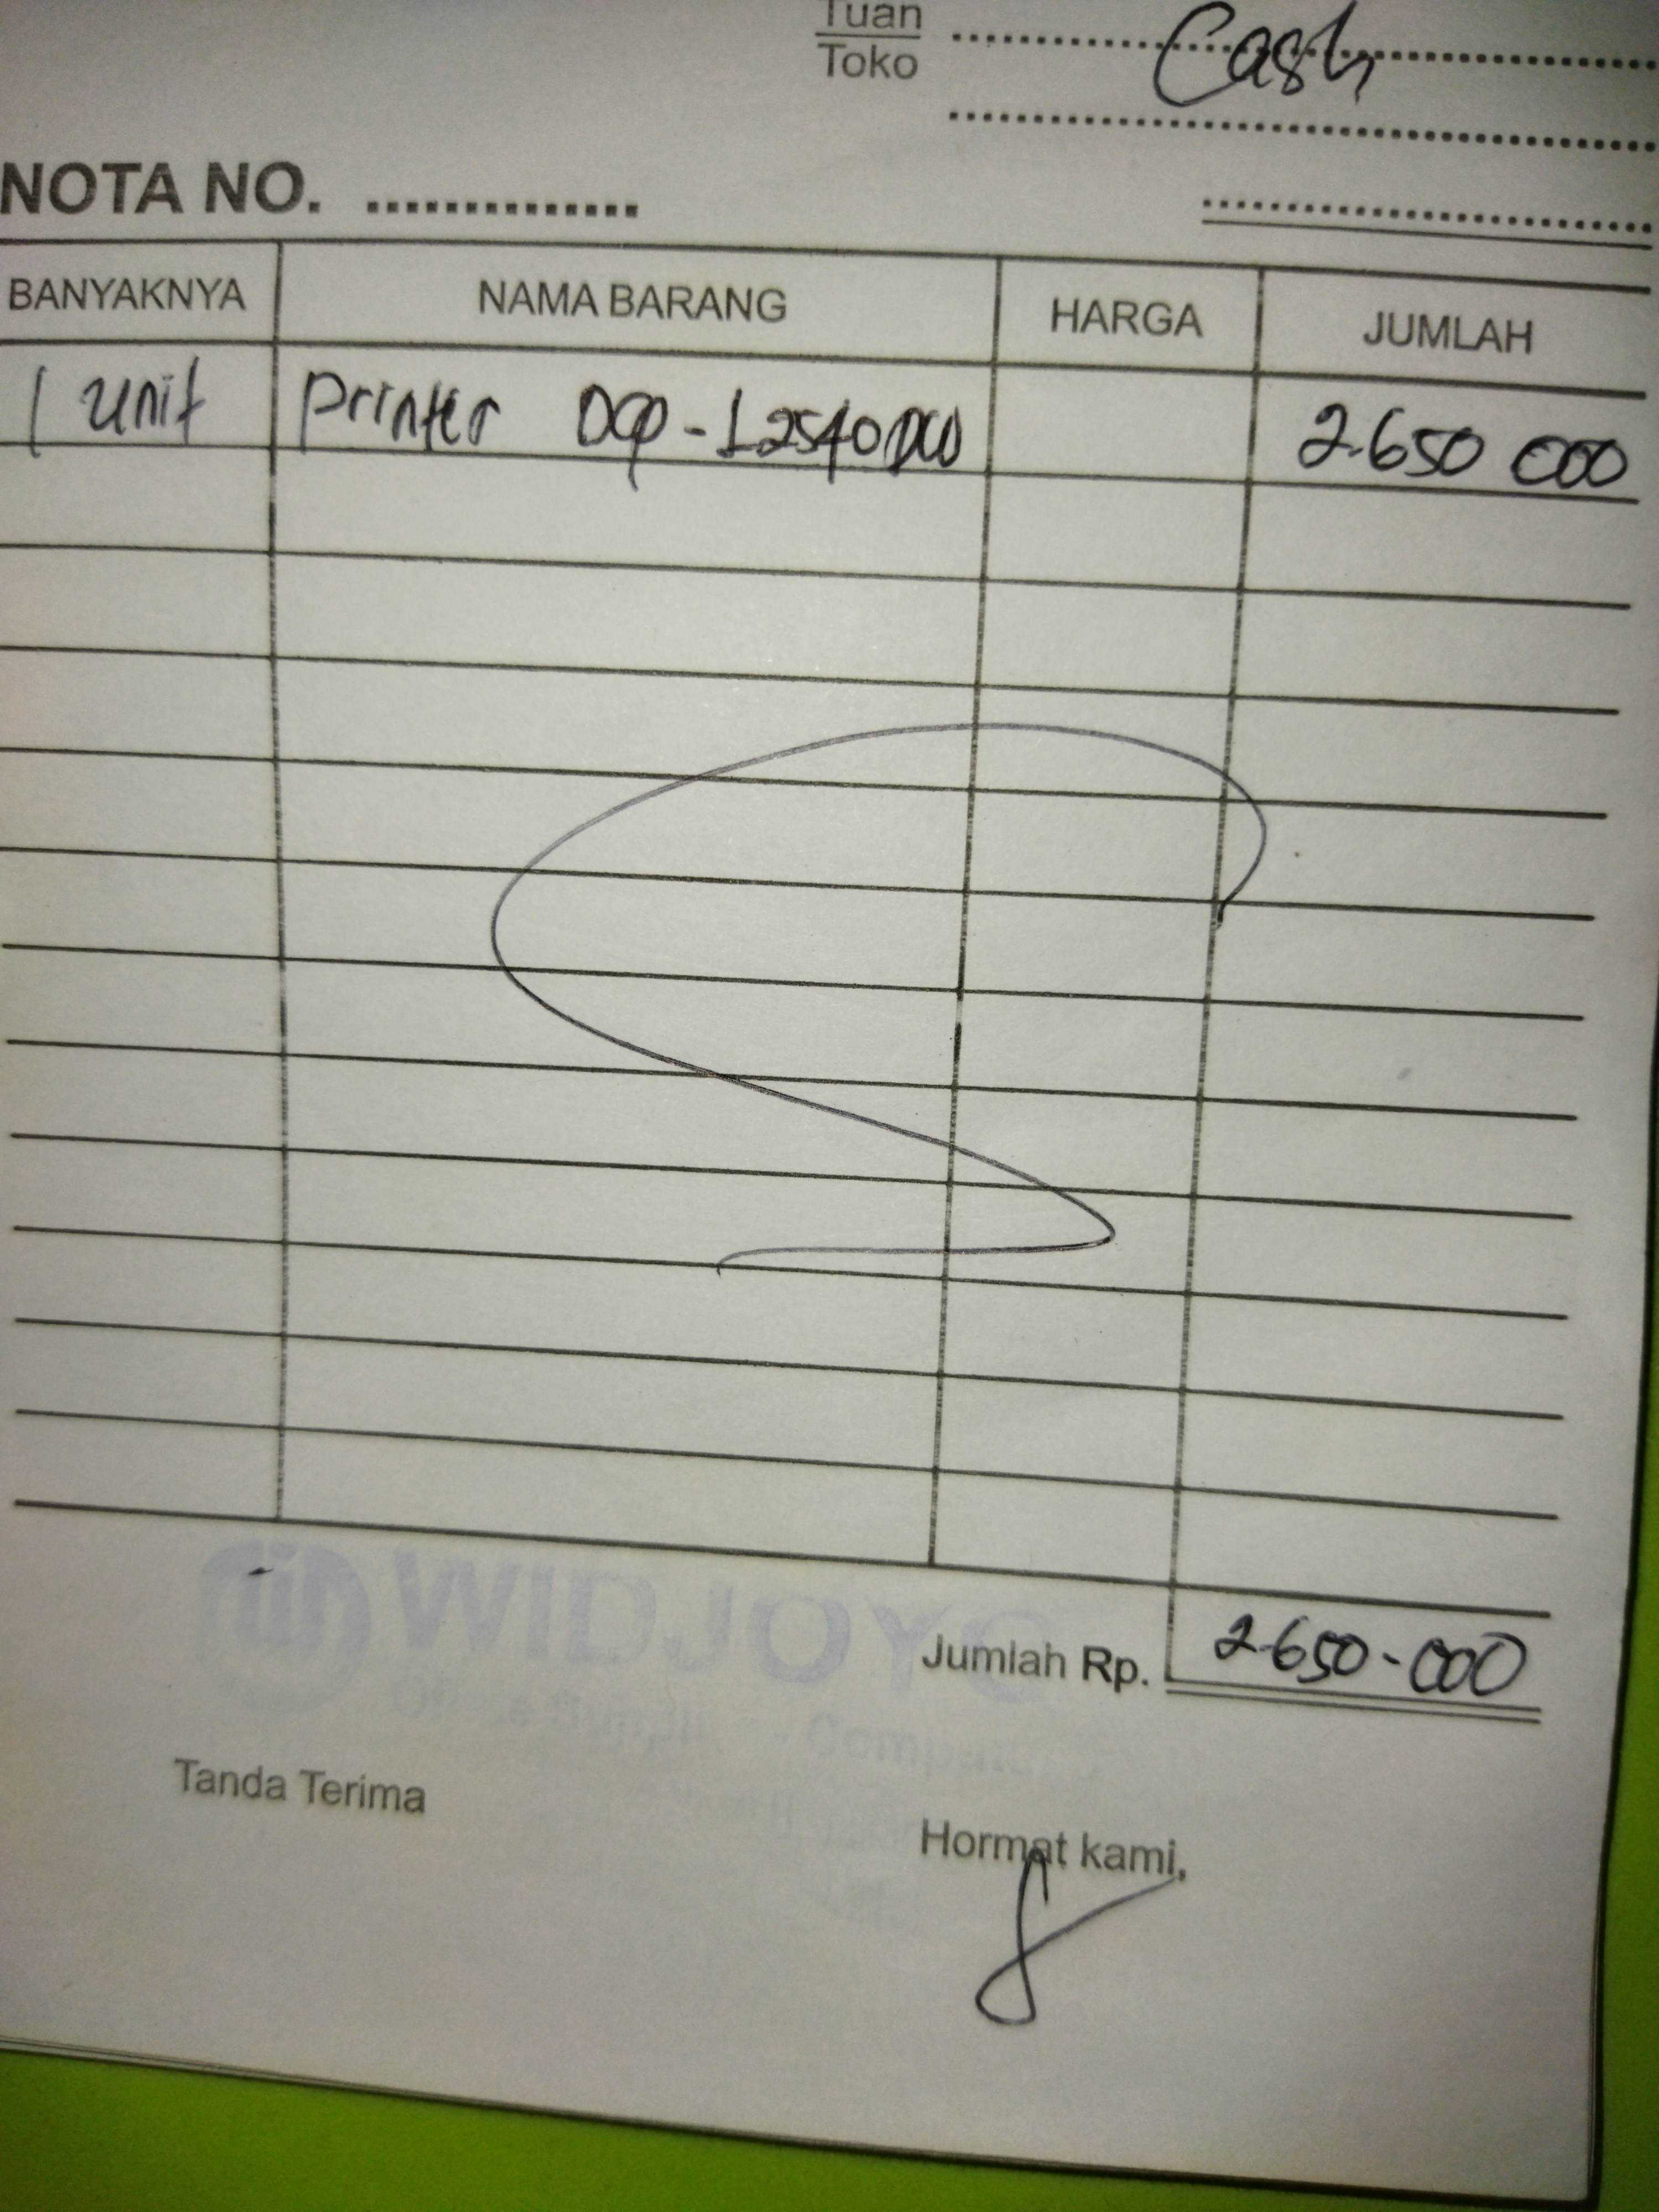 Tuan
Toko
Cash
NOTA NO. ..............
BANYAKNYA NAMA BARANG HARGA JUMLAH
1 unit Printer DCP-L2540DW 2.650 000
WIDJOYO
Jumlah Rp. 2.650.000
Tanda Terima
Hormat kami,